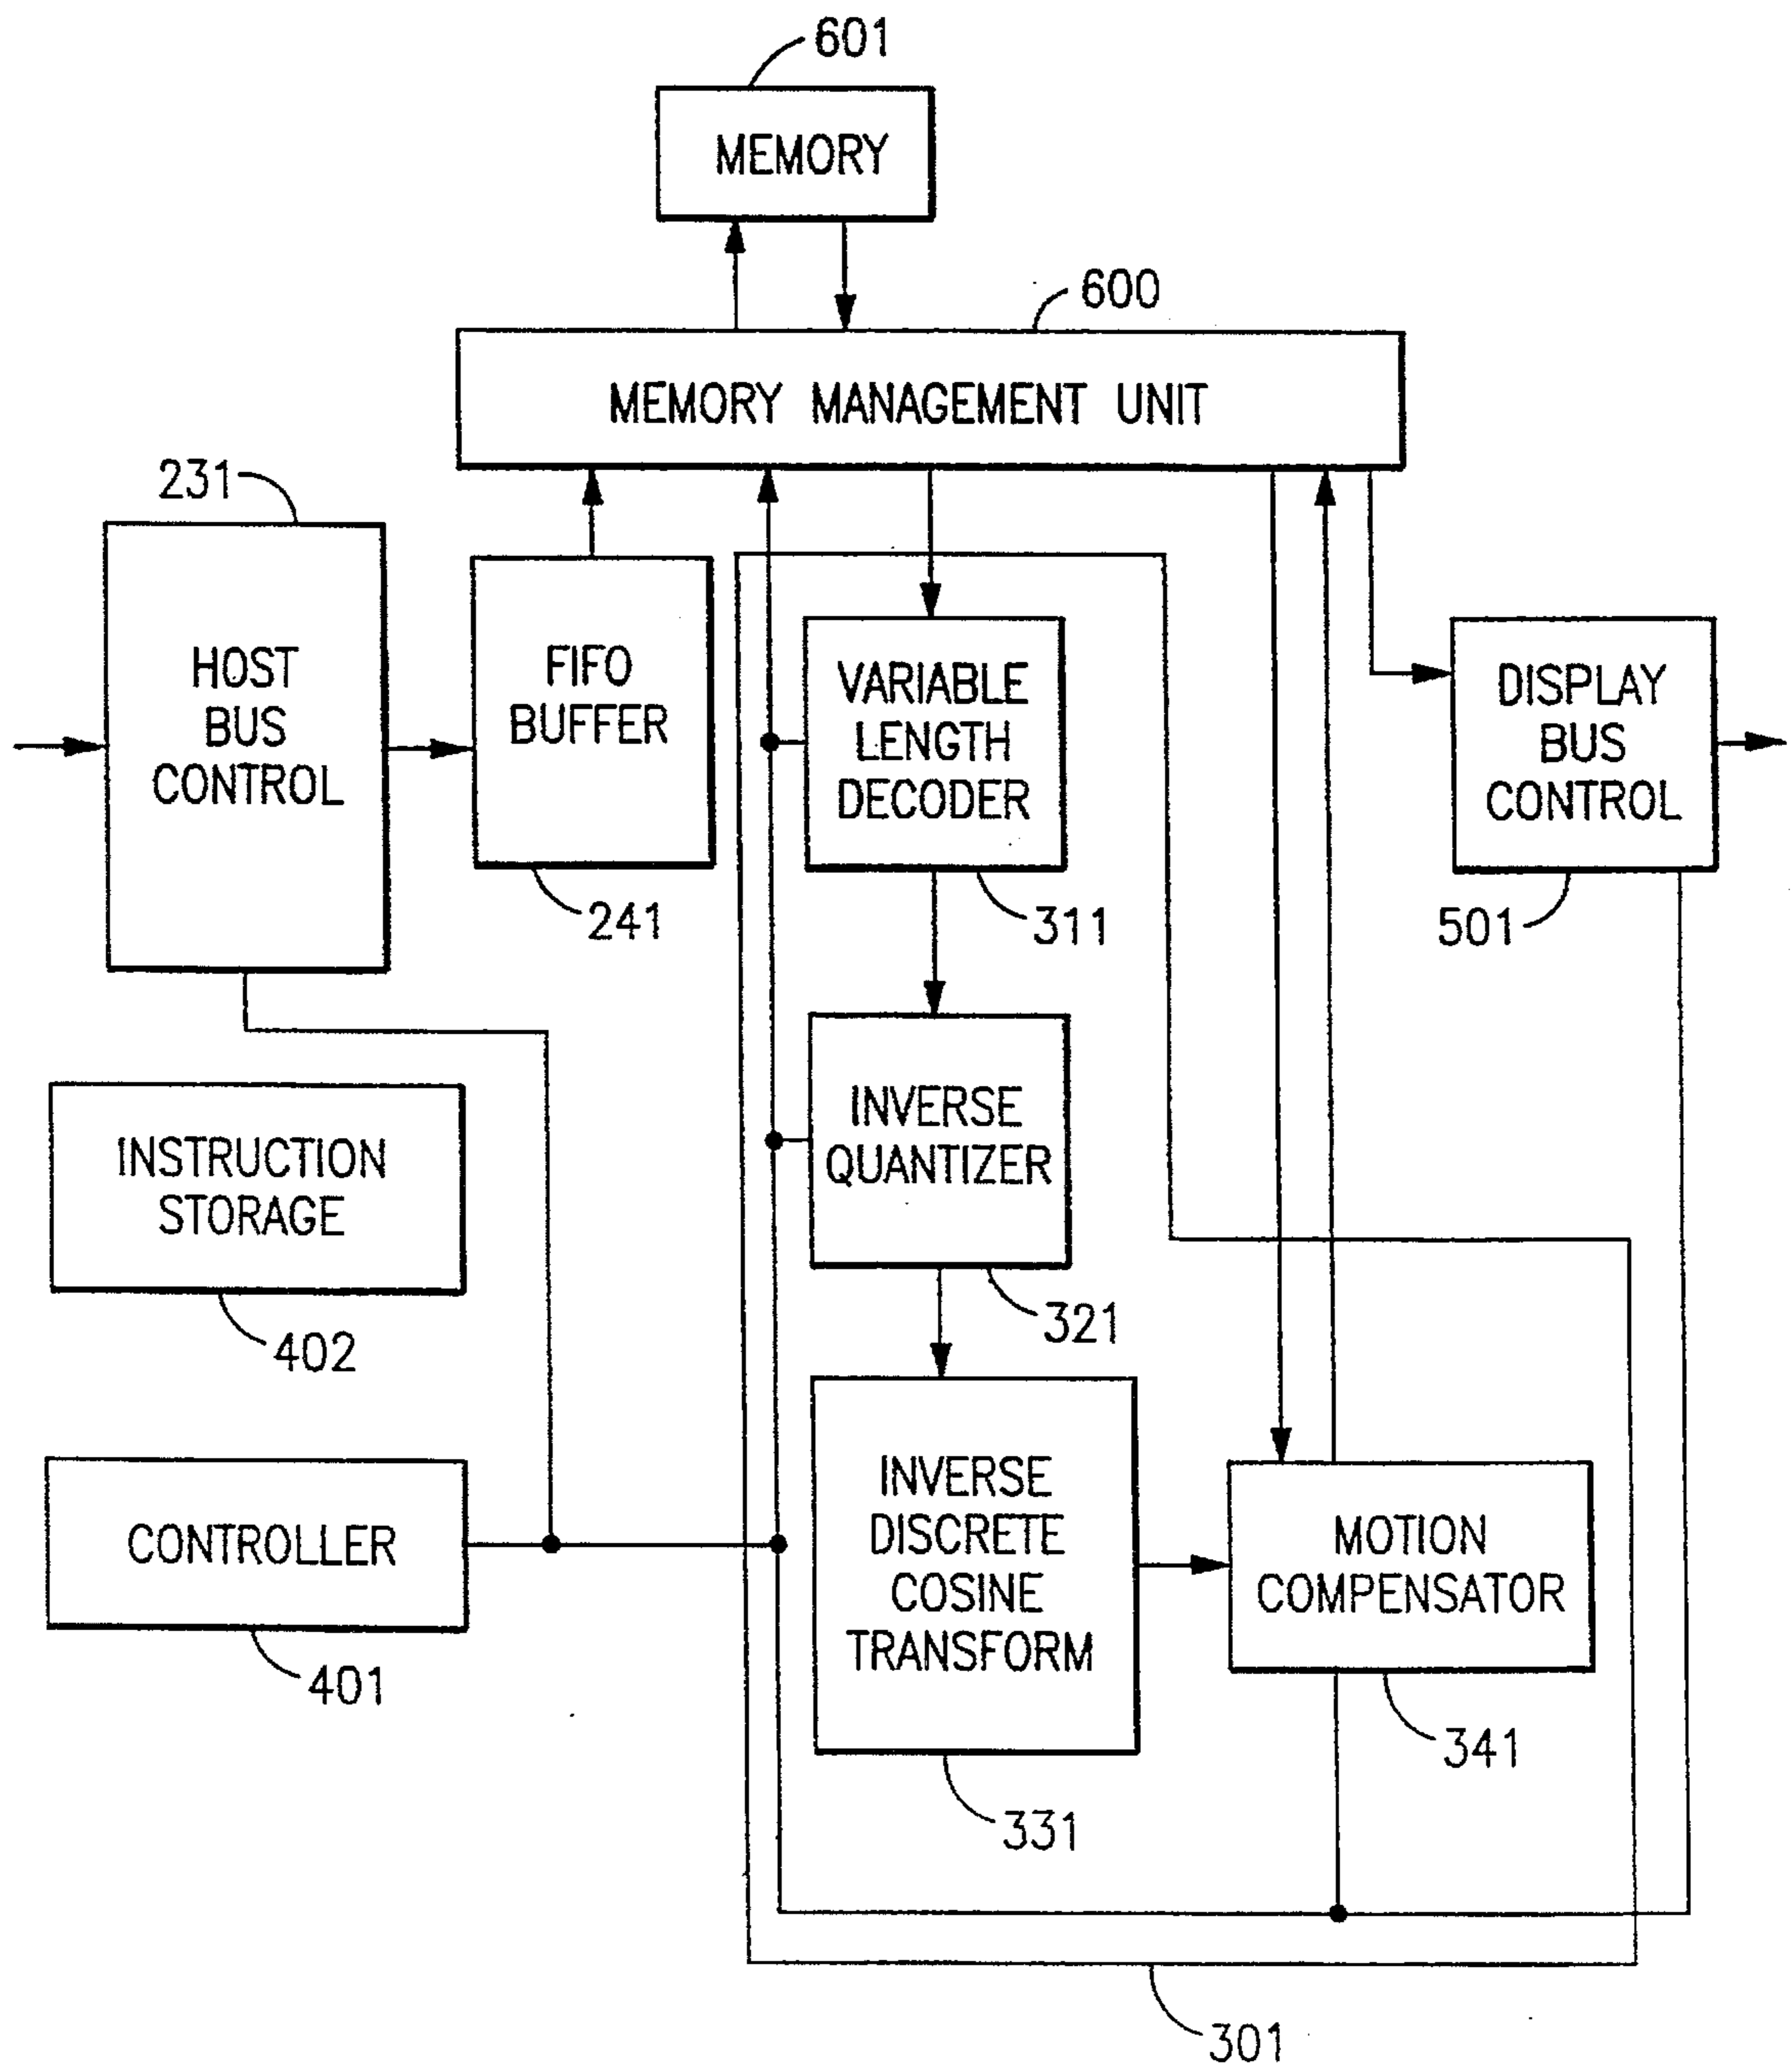 601
MEMORY
600
MEMORY MANAGEMENT UNIT
231
HOST
BUS
CONTROL
FIFO
BUFFER
241
VARIABLE
LENGTH
DECODER
311
DISPLAY
BUS
CONTROL
501
INSTRUCTION
STORAGE
402
INVERSE
QUANTIZER
321
CONTROLLER
401
INVERSE
DISCRETE
COSINE
TRANSFORM
331
MOTION
COMPENSATOR
341
301